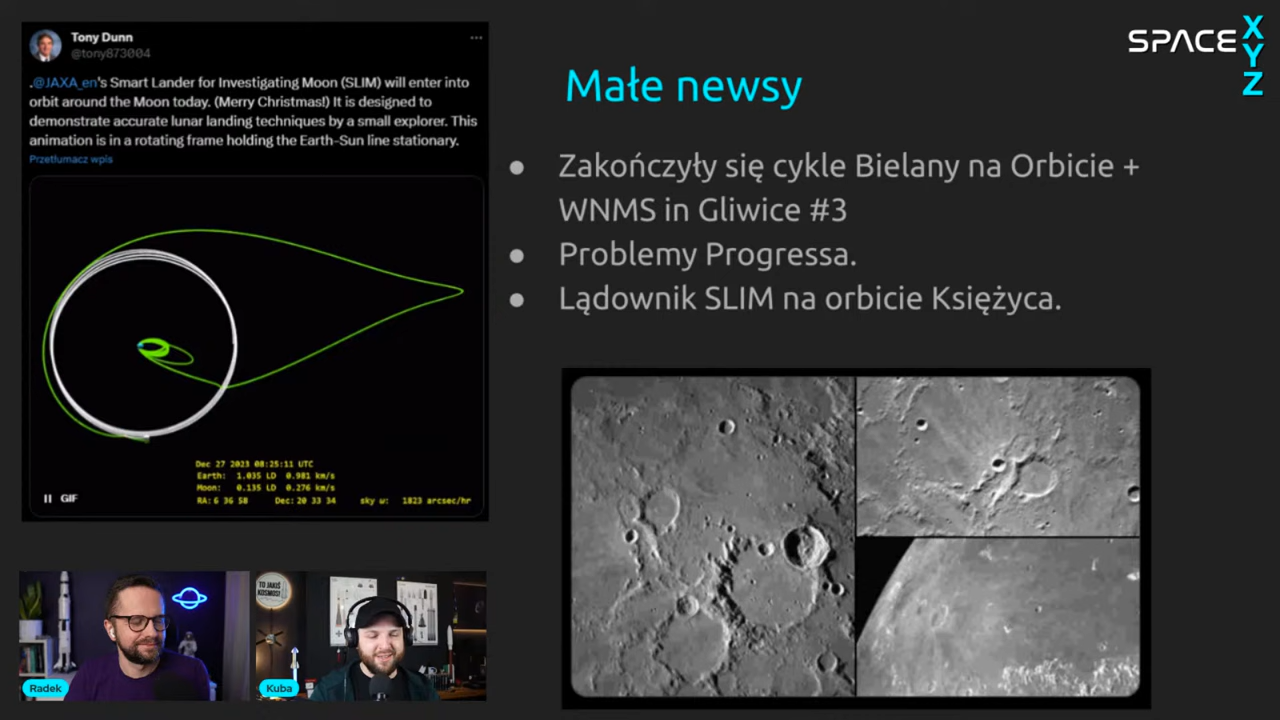 Tony Dunn
@tony873004
.@JAXA_en's Smart Lander for Investigating Moon (SLIM) will enter into
orbit around the Moon today. (Merry Christmas!) It is designed to
demonstrate accurate lunar landing techniques by a small explorer. This
animation is in a rotating frame holding the Earth-Sun line stationary.
Przetłumacz wpis
Dec 27 2023 08:25:11 UTC
Earth: 1.035 LD 0.981 km/s
Moon: 0.135 LD 0.276 km/s
RA: 6 36 58 Dec: 20 33 34 sky ω: 1823 arcsec/hr
GIF
SPACE XYZ
Małe newsy
● Zakończyły się cykle Bielany na Orbicie +
WNMS in Gliwice #3
● Problemy Progressa.
● Lądownik SLIM na orbicie Księżyca.
TO JAKIŚ
KOSMOS!
Radek
Kuba